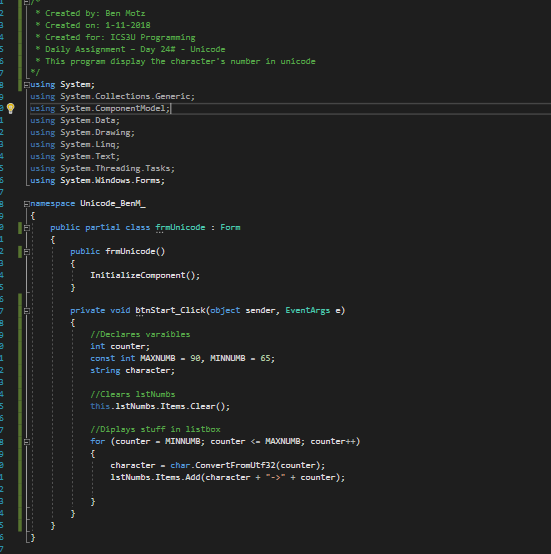 /*
* Created by: Ben Motz
* Created on: 1-11-2018
* Created for: ICS3U Programming
* Daily Assignment – Day 24# - Unicode
* This program display the character's number in unicode
*/
using System;
using System.Collections.Generic;
using System.ComponentModel;
using System.Data;
using System.Drawing;
using System.Linq;
using System.Text;
using System.Threading.Tasks;
using System.Windows.Forms;
namespace Unicode_BenM_
{
public partial class frmUnicode : Form
{
public frmUnicode()
{
InitializeComponent();
}
private void btnStart_Click(object sender, EventArgs e)
{
//Declares varaibles
int counter;
const int MAXNUMB = 90, MINNUMB = 65;
string character;
//Clears lstNumbs
this.lstNumbs.Items.Clear();
//Diplays stuff in listbox
for (counter = MINNUMB; counter <= MAXNUMB; counter++)
{
character = char.ConvertFromUtf32(counter);
lstNumbs.Items.Add(character + "->" + counter);
}
}
}
}